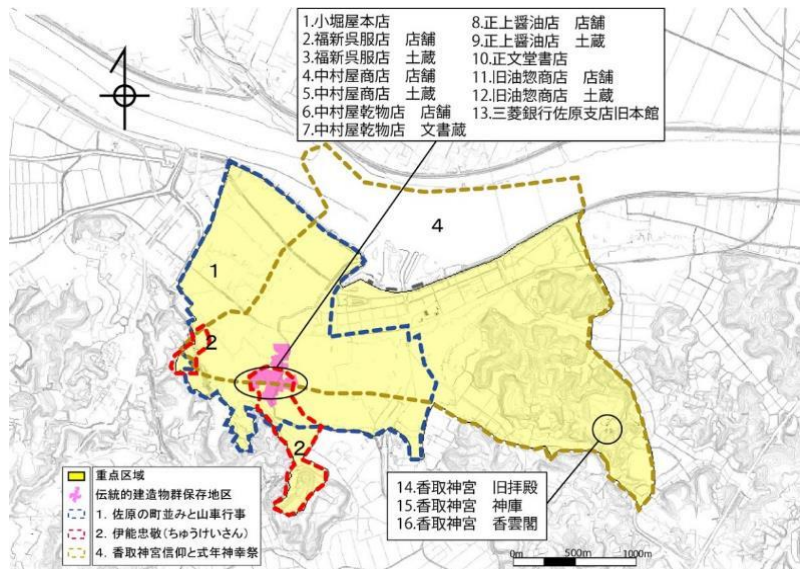 1.小堀屋本店
2.福新呉服店　店舗
3.福新呉服店　土蔵
4.中村屋商店　店舗
5.中村屋商店　土蔵
6.中村屋乾物店　店舗
7.中村屋乾物店　文書蔵
8.正上醤油店　店舗
9.正上醤油店　土蔵
10.正文堂書店
11.旧油惣商店　店舗
12.旧油惣商店　土蔵
13.三菱銀行佐原支店旧本館
4
1
2
2
14.香取神宮　旧拝殿
15.香取神宮　神庫
16.香取神宮　香雲閣
重点区域
伝統的建造物群保存地区
1. 佐原の町並みと山車行事
2. 伊能忠敬(ちゅうけいさん)
4. 香取神宮信仰と式年神幸祭
0m 500m 1000m